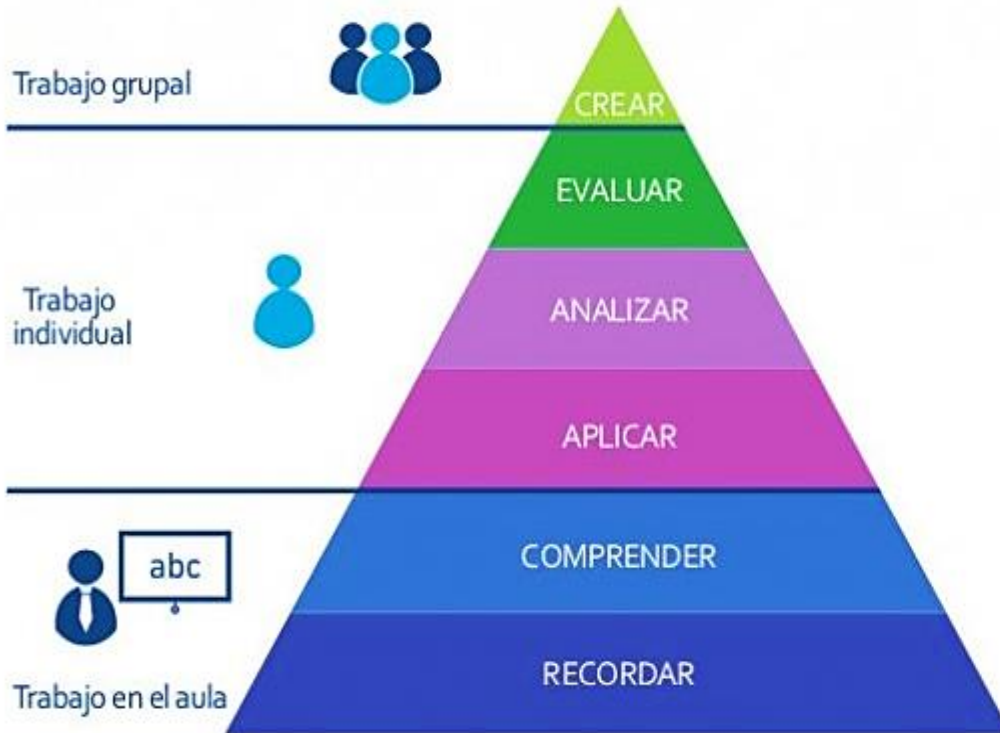 Trabajo grupal
CREAR
EVALUAR
Trabajo
individual
ANALIZAR
APLICAR
abc
COMPRENDER
RECORDAR
Trabajo en el aula